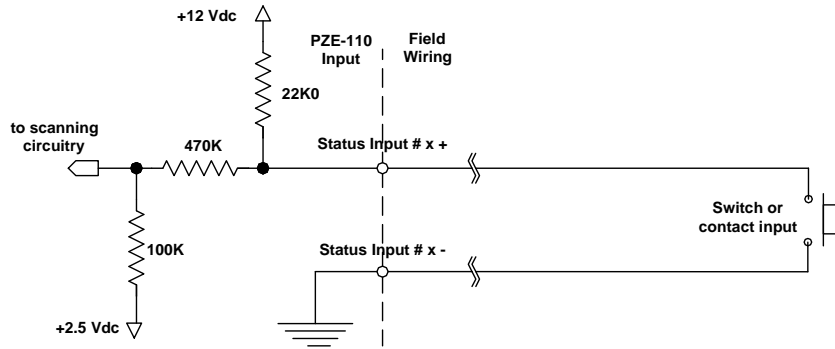 +12 Vdc
PZE-110
Input
Field
Wiring
22K0
to scanning
circuitry
470K
Status Input # x +
Switch or
contact input
100K
Status Input # x -
+2.5 Vdc